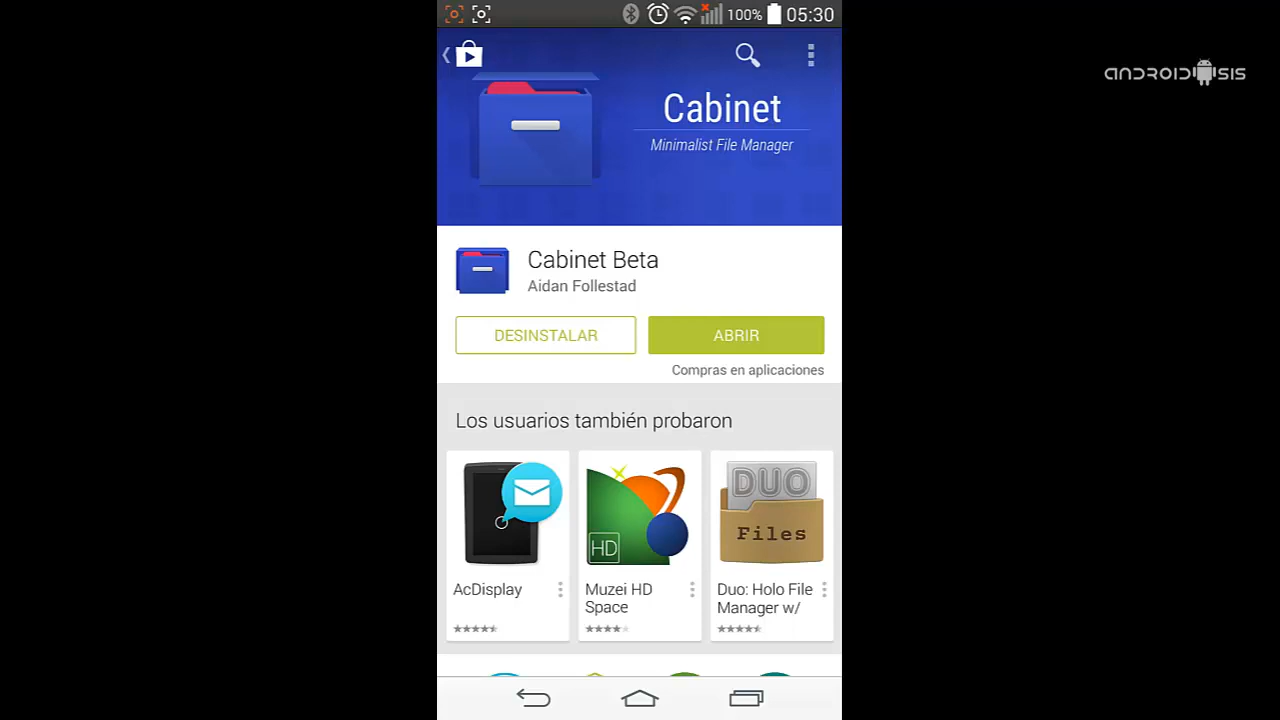 100% 05:30
ANDROIDSIS
Cabinet
Minimalist File Manager
Cabinet Beta
Aidan Follestad
DESINSTALAR
ABRIR
Compras en aplicaciones
Los usuarios también probaron
HD
DUO
Files
AcDisplay
Muzei HD
Space
Duo: Holo File
Manager w/